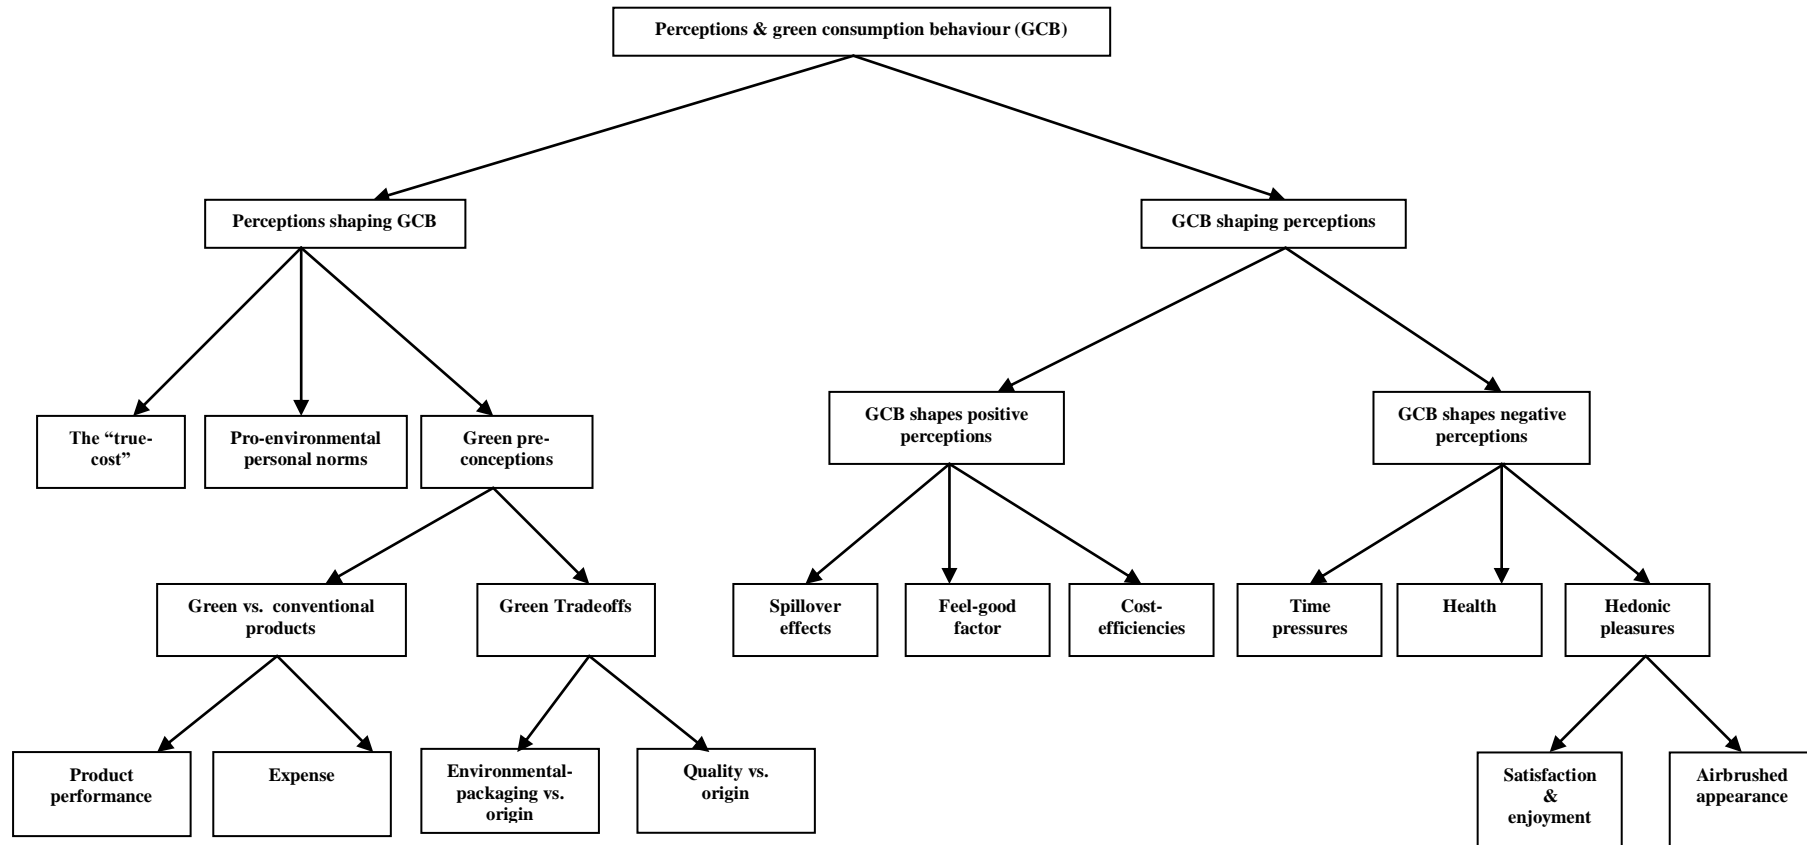 Perceptions & green consumption behaviour (GCB)
Perceptions shaping GCB
GCB shaping perceptions
The “true-
cost”
Pro-environmental
personal norms
Green pre-
conceptions
GCB shapes positive
perceptions
GCB shapes negative
perceptions
Green vs. conventional
products
Green Tradeoffs
Spillover
effects
Feel-good
factor
Cost-
efficiencies
Time
pressures
Health
Hedonic
pleasures
Product
performance
Expense
Environmental-
packaging vs.
origin
Quality vs.
origin
Satisfaction
&
enjoyment
Airbrushed
appearance